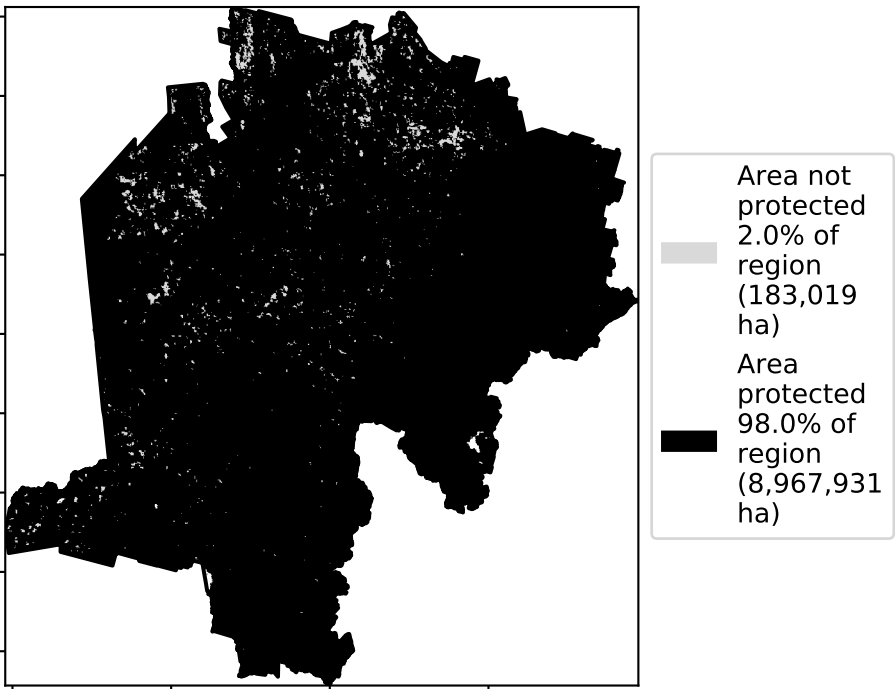 Area not
protected
2.0% of
region
(183,019
ha)
Area
protected
98.0% of
region
(8,967,931
ha)